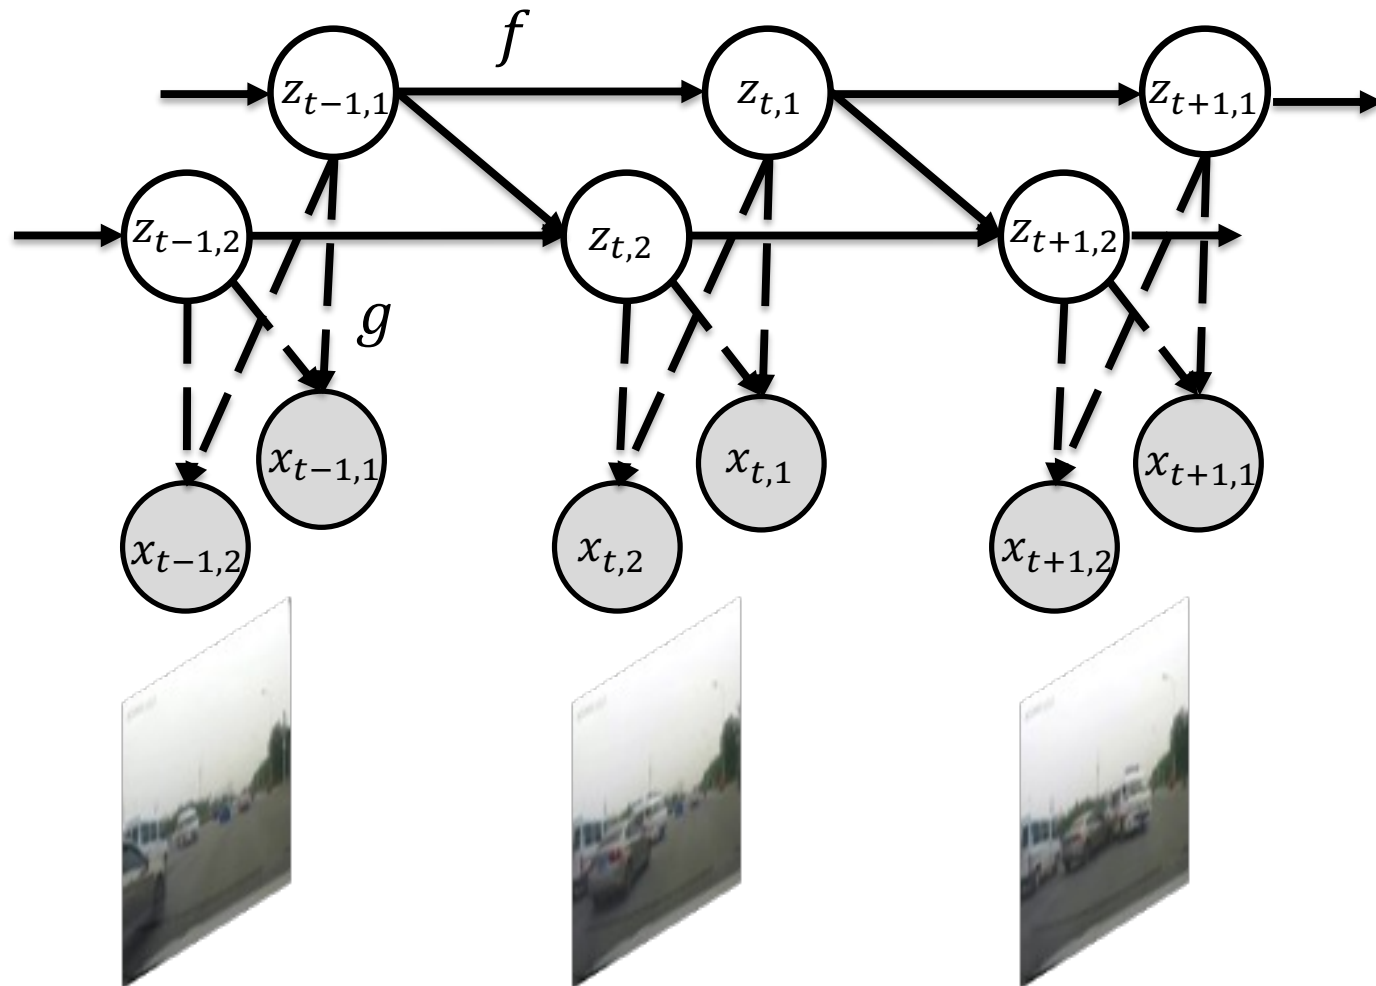 f
z_{t−1,1} z_{t,1} z_{t+1,1}
z_{t−1,2} z_{t,2} z_{t+1,2}
g
x_{t−1,1} x_{t,1} x_{t+1,1}
x_{t−1,2} x_{t,2} x_{t+1,2}